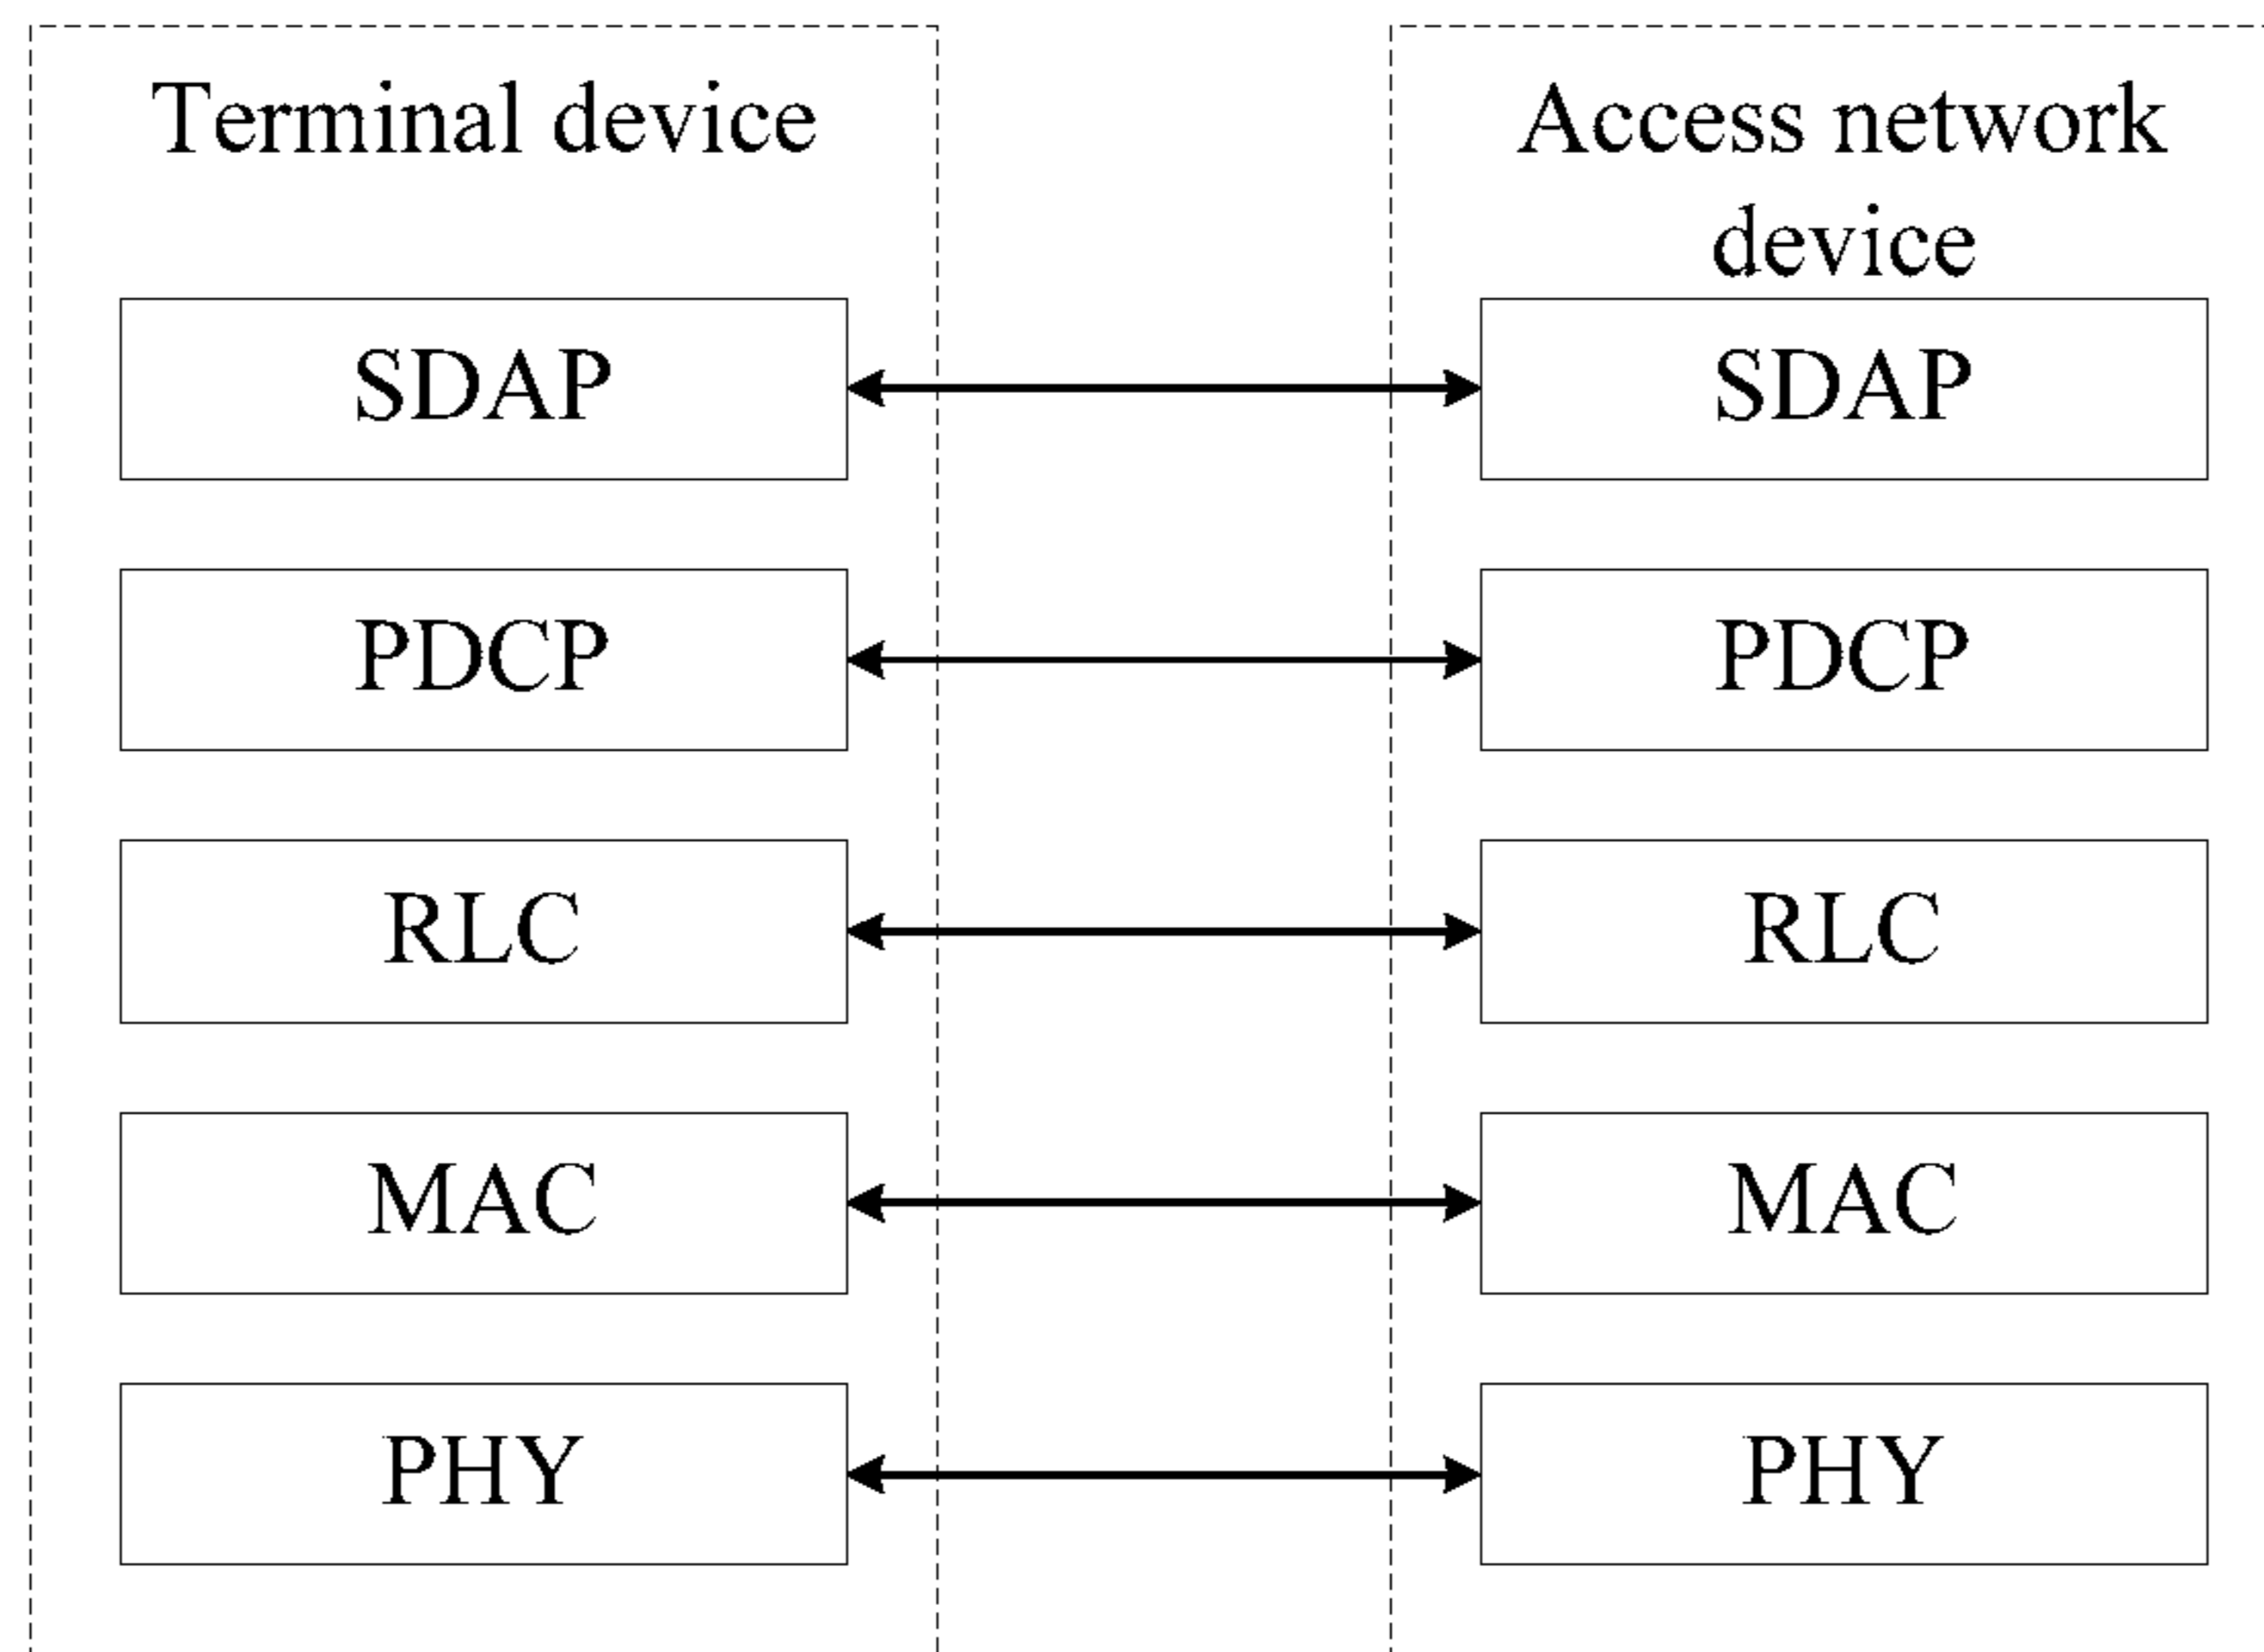 Terminal device
Access network
device
SDAP
SDAP
PDCP
PDCP
RLC
RLC
MAC
MAC
PHY
PHY